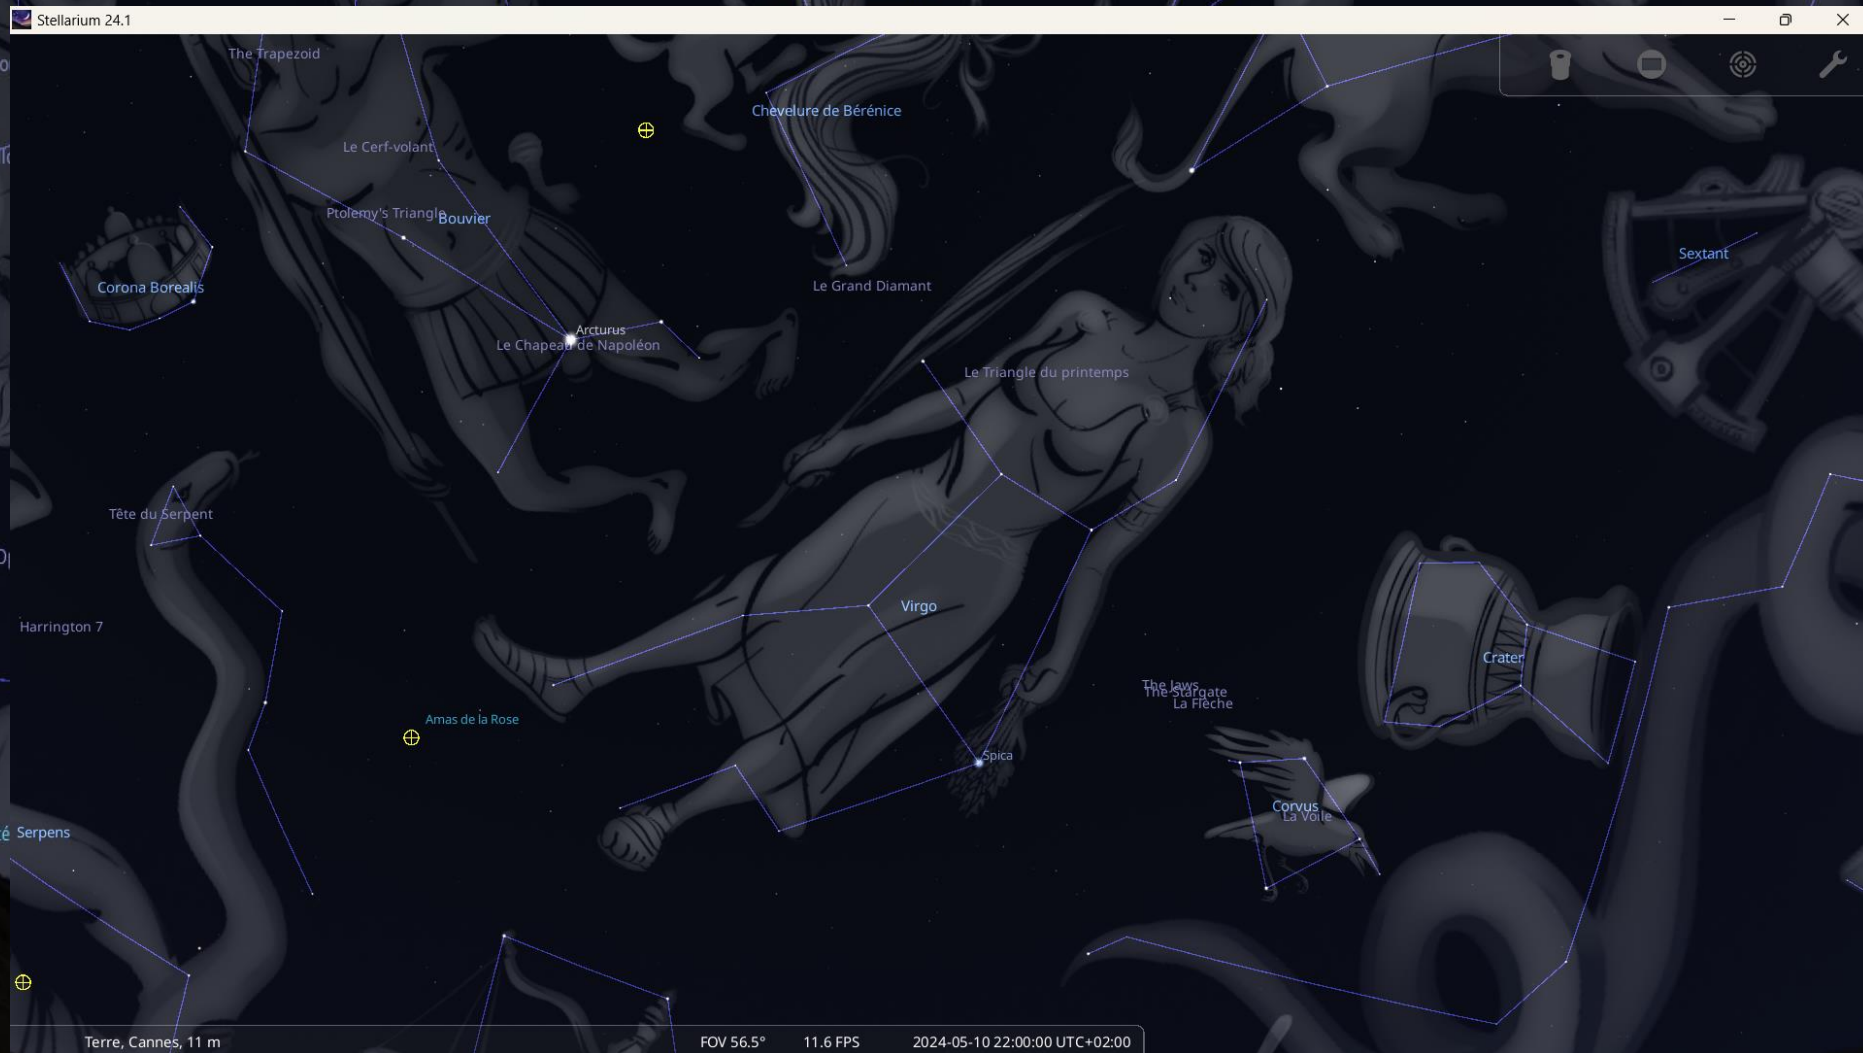 Stellarium 24.1
The Trapezoid
Chevelure de Bérénice
Le Cerf-volant
Ptolemy's Triangle
Bouvier
Sextant
Corona Borealis
Le Grand Diamant
Arcturus
Le Chapeau de Napoléon
Le Triangle du printemps
Tête du Serpent
Virgo
Harrington 7
Crater
The Jaws
The Stargate
La Flèche
Amas de la Rose
Spica
Corvus
La Voile
Serpens
Terre, Cannes, 11 m
FOV 56.5°
11.6 FPS
2024-05-10 22:00:00 UTC+02:00